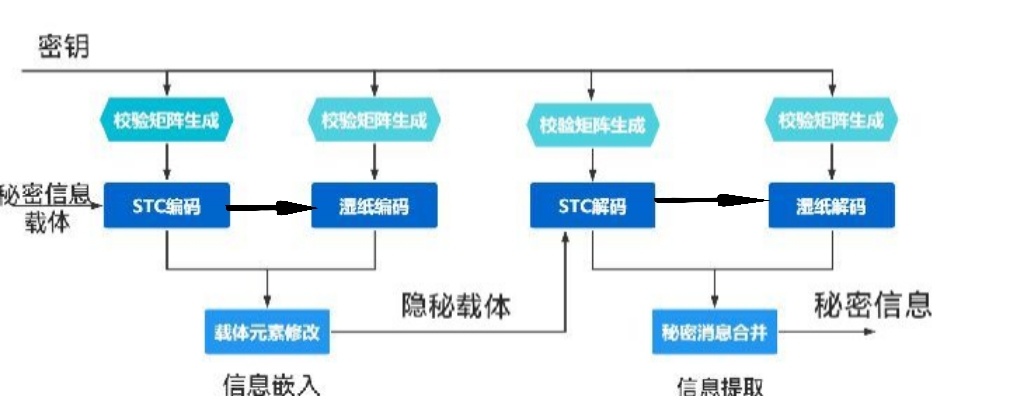 密钥
校验矩阵生成
校验矩阵生成
校验矩阵生成
校验矩阵生成
秘密信息
载体
STC编码
湿纸编码
STC解码
湿纸解码
隐秘载体
秘密信息
载体元素修改
秘密消息合并
信息嵌入
信息提取